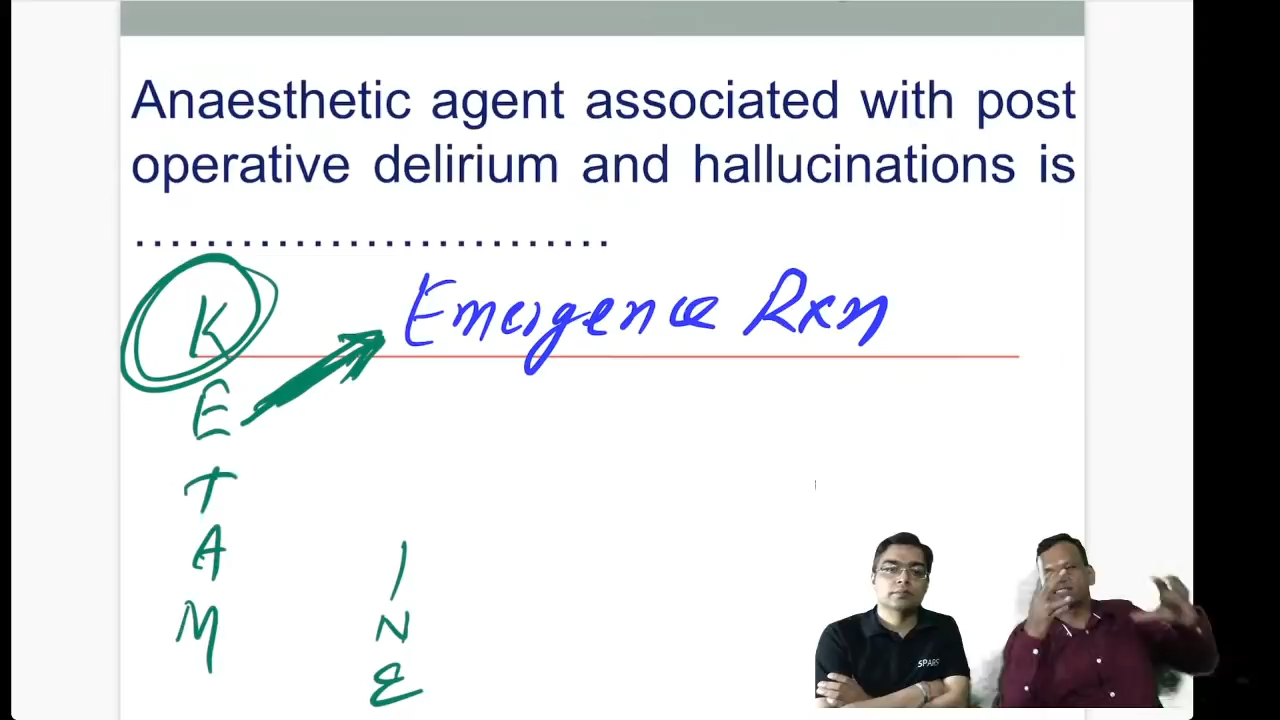 Anaesthetic agent associated with post
operative delirium and hallucinations is
...........................
K
Emergence Rxn
E
T
A
M
I
N
E
SPARS